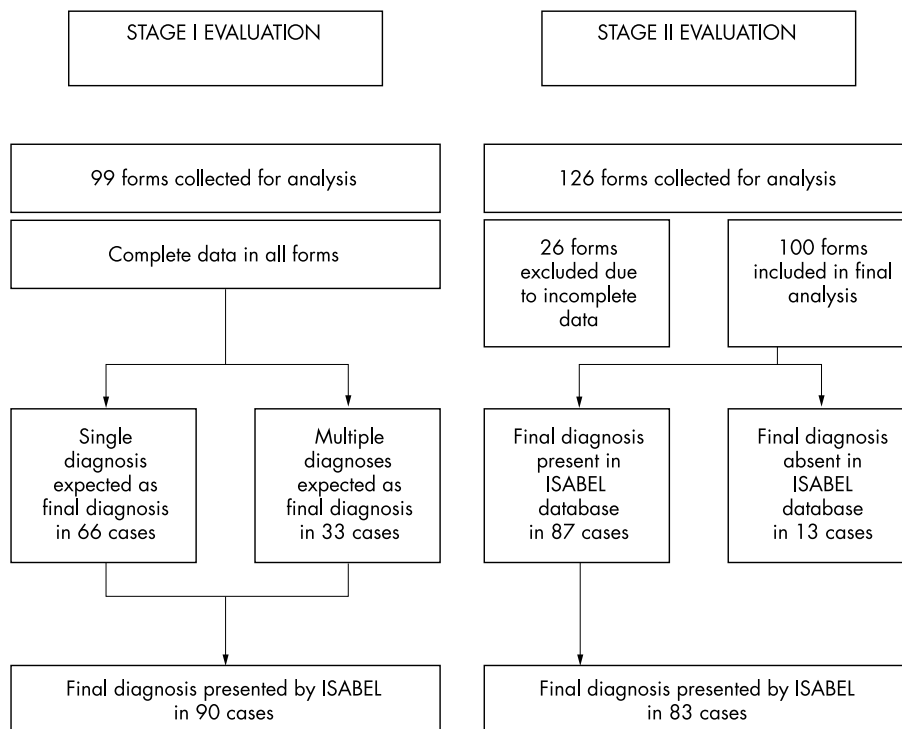 STAGE I EVALUATION
99 forms collected for analysis
Complete data in all forms
Single
diagnosis
expected as
final diagnosis
in 66 cases
Multiple
diagnoses
expected as
final diagnosis
in 33 cases
Final diagnosis presented by ISABEL
in 90 cases
STAGE II EVALUATION
126 forms collected for analysis
26 forms
excluded due
to incomplete
data
100 forms
included in final
analysis
Final diagnosis
present in
ISABEL
database
in 87 cases
Final diagnosis
absent in
ISABEL
database
in 13 cases
Final diagnosis presented by ISABEL
in 83 cases